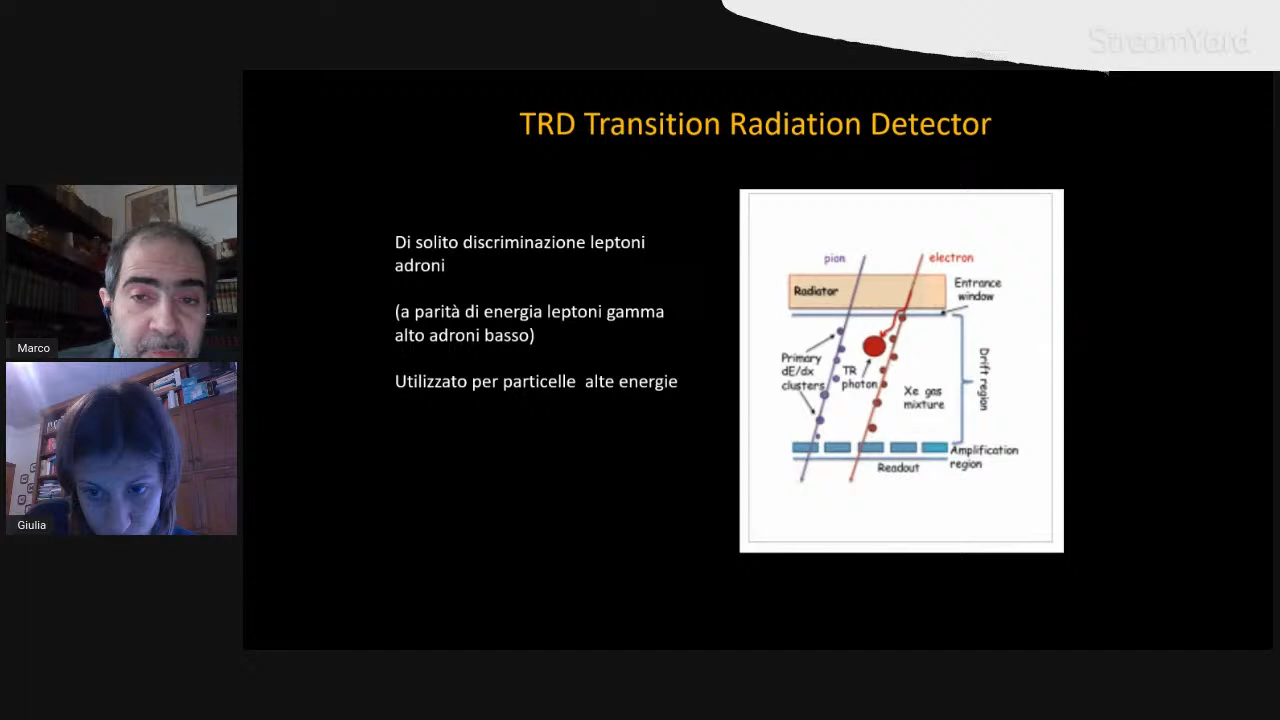 StreamYard
TRD Transition Radiation Detector
Di solito discriminazione leptoni
adroni
(a parità di energia leptoni gamma
alto adroni basso)
Utilizzato per particelle alte energie
pion
electron
Radiator
Entrance
window
Primary
dE/dx
clusters
TR
photon
Xe gas
mixture
Drift region
Amplification
region
Readout
Marco
Giulia